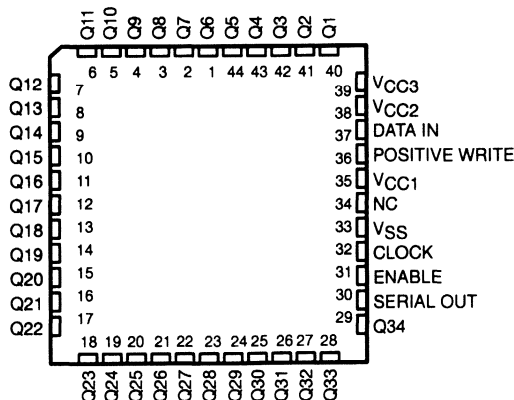 Q11 Q10 Q9 Q8 Q7 Q6 Q5 Q4 Q3 Q2 Q1
6 5 4 3 2 1 44 43 42 41 40
Q12 7 39 VCC3
Q13 8 38 VCC2
Q14 9 37 DATA IN
Q15 10 36 POSITIVE WRITE
Q16 11 35 VCC1
Q17 12 34 NC
Q18 13 33 VSS
Q19 14 32 CLOCK
Q20 15 31 ENABLE
Q21 16 30 SERIAL OUT
Q22 17 29 Q34
18 19 20 21 22 23 24 25 26 27 28
Q23 Q24 Q25 Q26 Q27 Q28 Q29 Q30 Q31 Q32 Q33